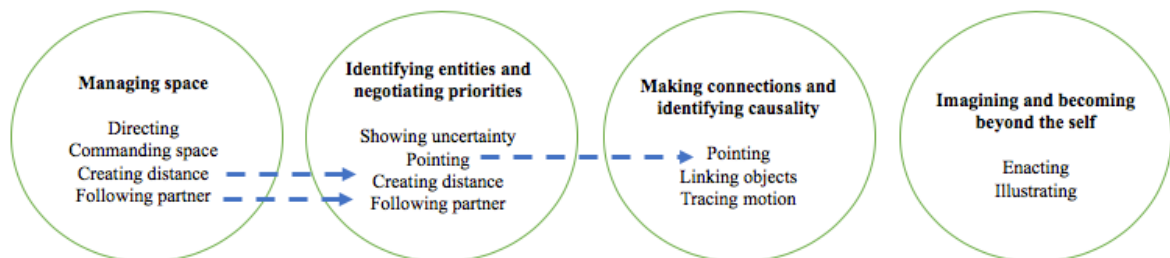 Managing space
Directing
Commanding space
Creating distance
Following partner
Identifying entities and
negotiating priorities
Showing uncertainty
Pointing
Creating distance
Following partner
Making connections and
identifying causality
Pointing
Linking objects
Tracing motion
Imagining and becoming
beyond the self
Enacting
Illustrating